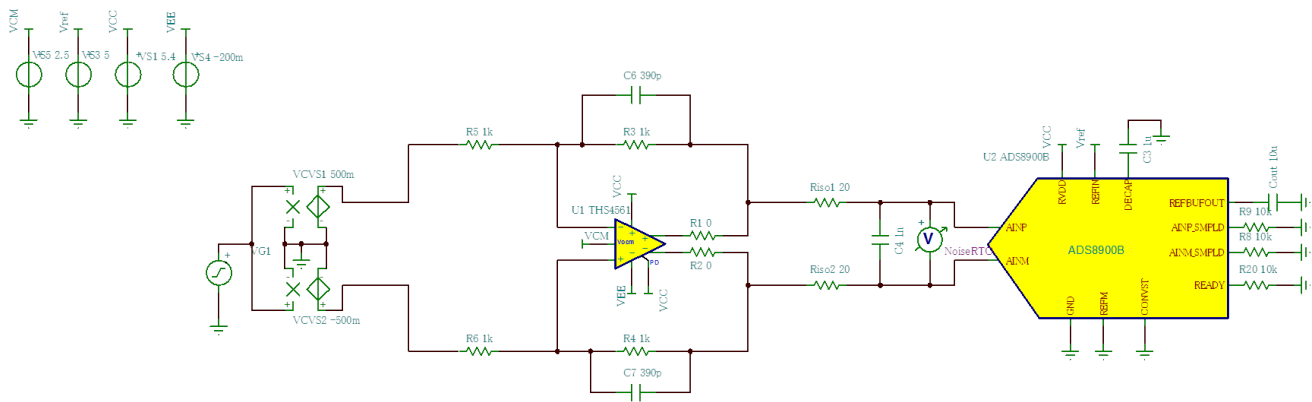 VCM
Vref
VCC
VEE
VS5 2.5
VS3 5
VS1 5.4
VS4 -200m
C6 390p
R5 1k
R3 1k
VCC
Vref
C3 1u
U2 ADS8900B
Cout 10u
VCVS1 500m
VCC
RVDD
REFIN
DECAP
Riso1 20
REFBUFOUT
U1 THS4561
R1 0
R9 10k
AINP
AINP_SMPLD
VCM
Vocm
C4 1n
V
R8 10k
VG1
NoiseRTO
ADS8900B
AINM_SMPLD
PD
R2 0
AINM
Riso2 20
R20 10k
READY
VCVS2 -500m
VEE
VCC
GND
REFM
CONVST
R6 1k
R4 1k
C7 390p